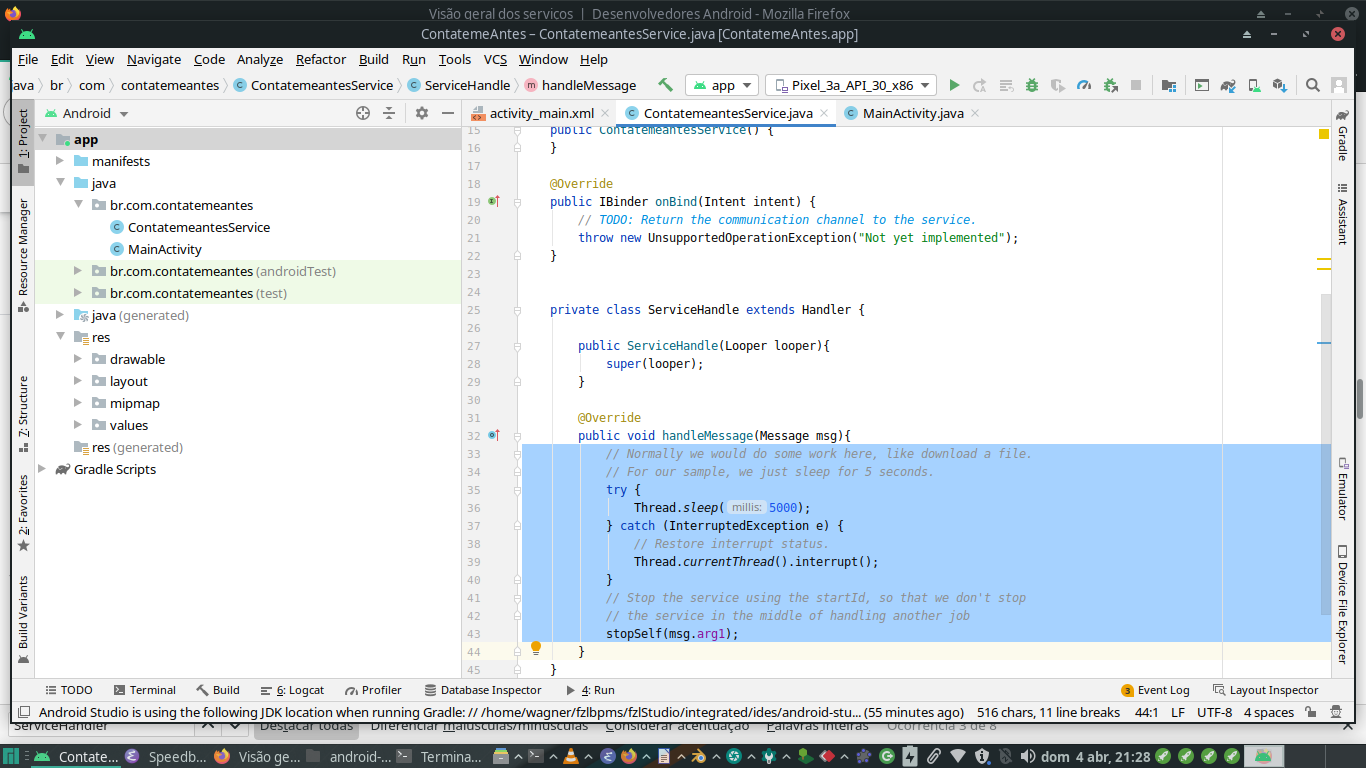 Visão geral dos servicos | Desenvolvedores Android - Mozilla Firefox
ContatemeAntes – ContatemeantesService.java [ContatemeAntes.app]
File Edit View Navigate Code Analyze Refactor Build Run Tools VCS Window Help
java br com contatemeantes ContatemeantesService ServiceHandle handleMessage app Pixel_3a_API_30_x86
Android
activity_main.xml ContatemeantesService.java MainActivity.java
1: Project
Resource Manager
7: Structure
2: Favorites
Build Variants
app
manifests
java
br.com.contatemeantes
ContatemeantesService
MainActivity
br.com.contatemeantes (androidTest)
br.com.contatemeantes (test)
java (generated)
res
drawable
layout
mipmap
values
res (generated)
Gradle Scripts
15 public ContatemeantesService() {
16 }
17
18 @Override
19 public IBinder onBind(Intent intent) {
20 // TODO: Return the communication channel to the service.
21 throw new UnsupportedOperationException("Not yet implemented");
22 }
23
24
25 private class ServiceHandle extends Handler {
26
27 public ServiceHandle(Looper looper){
28 super(looper);
29 }
30
31 @Override
32 public void handleMessage(Message msg){
33 // Normally we would do some work here, like download a file.
34 // For our sample, we just sleep for 5 seconds.
35 try {
36 Thread.sleep( millis: 5000);
37 } catch (InterruptedException e) {
38 // Restore interrupt status.
39 Thread.currentThread().interrupt();
40 }
41 // Stop the service using the startId, so that we don't stop
42 // the service in the middle of handling another job
43 stopSelf(msg.arg1);
44 }
45 }
Gradle
Assistant
Emulator
Device File Explorer
TODO Terminal Build 6: Logcat Profiler Database Inspector 4: Run 3 Event Log Layout Inspector
Android Studio is using the following JDK location when running Gradle: // /home/wagner/fzlbpms/fzlStudio/integrated/ides/android-stu... (55 minutes ago) 516 chars, 11 line breaks 44:1 LF UTF-8 4 spaces
ServiceHandler Destacar todas Diferenciar maiúsculas/minúsculas Considerar acentuação Palavras inteiras Ocorrência 3 de 8
Contate... Speedb... Visão ge... android-... Termina... dom 4 abr, 21:28